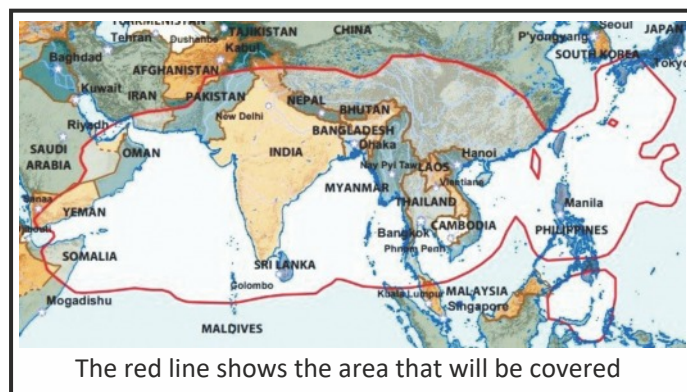 TURKMENISTAN
TAJIKISTAN
CHINA
P'yongyang
Seoul
JAPAN
Tehran
Dushanbe
Kabul
SOUTH KOREA
Tokyo
Baghdad
AFGHANISTAN
Kuwait
IRAN
PAKISTAN
NEPAL
BHUTAN
New Delhi
Riyadh
BANGLADESH
Dhaka
SAUDI
ARABIA
OMAN
INDIA
Hanoi
Nay Pyi Taw
LAOS
MYANMAR
Vientiane
Sanaa
YEMAN
THAILAND
Manila
Bangkok
CAMBODIA
PHILIPPINES
Phnom Penh
SOMALIA
SRI LANKA
Colombo
Kuala Lumpur
MALAYSIA
Singapore
Mogadishu
MALDIVES
The red line shows the area that will be covered